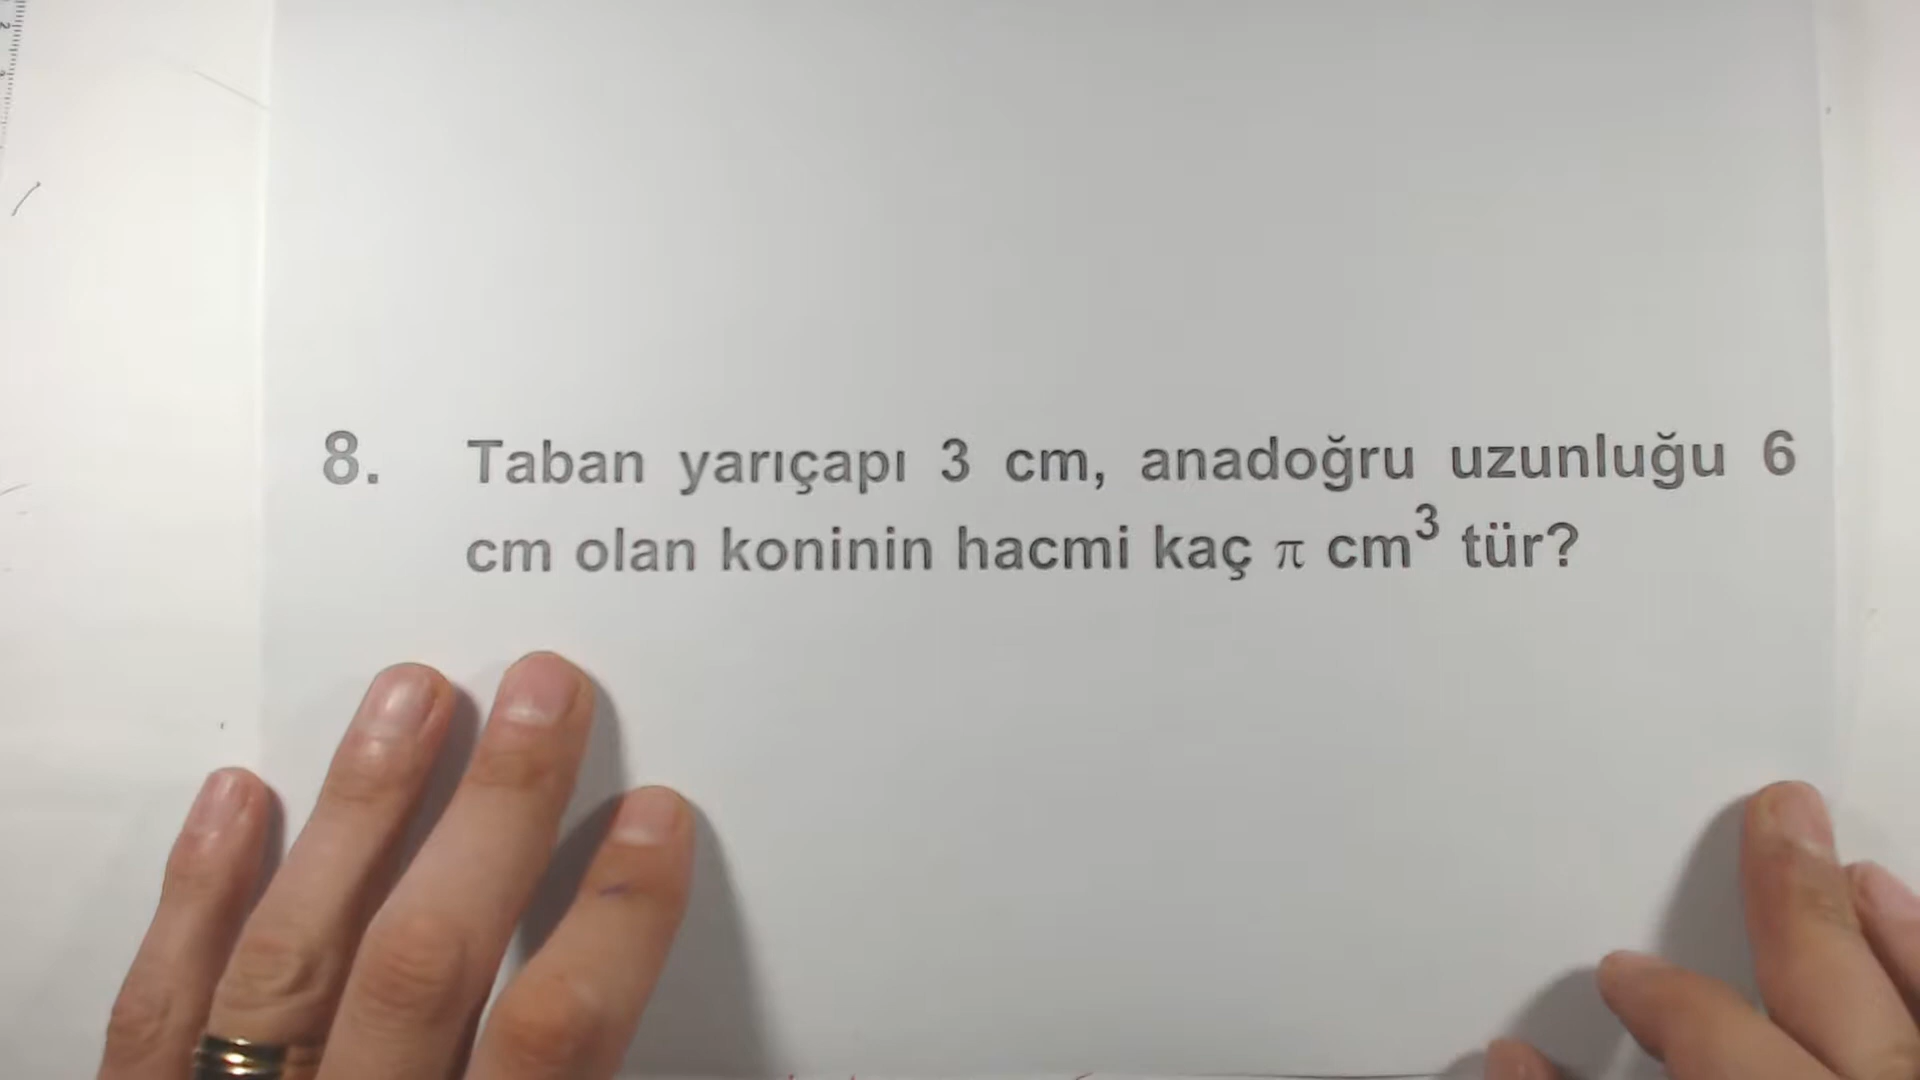 8. Taban yarıçapı 3 cm, anadoğru uzunluğu 6
cm olan koninin hacmi kaç π cm³ tür?